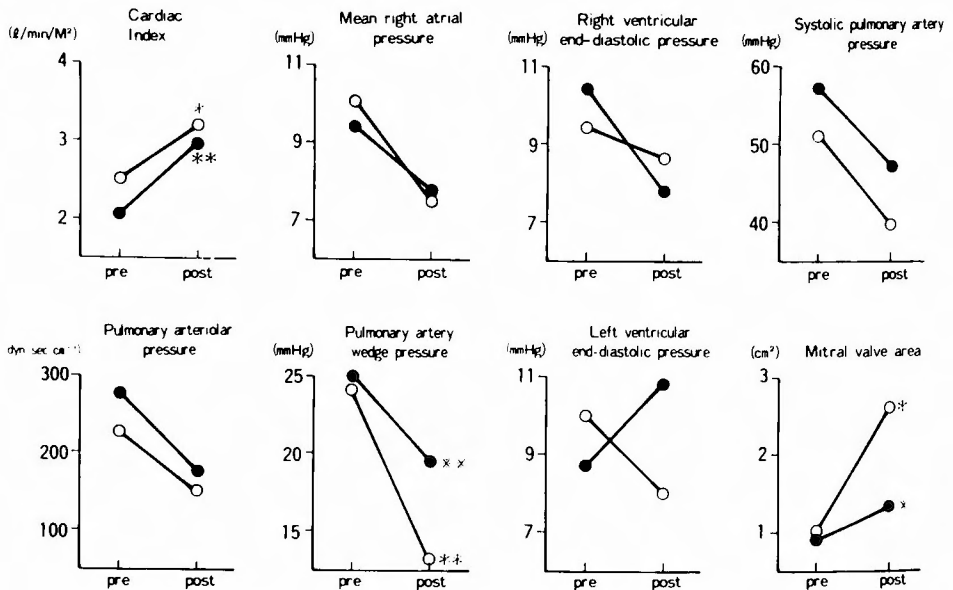 Cardiac
Index
(ℓ/min/M²)
4
3
2
*
**
pre post
Mean right atrial
pressure
(mmHg)
11
9
7
pre post
Right ventricular
end-diastolic pressure
(mmHg)
11
9
7
pre post
Systolic pulmonary artery
pressure
(mmHg)
60
50
40
pre post
Pulmonary arteriolar
pressure
dyn sec
300
200
100
pre post
Pulmonary artery
wedge pressure
(mmHg)
25
20
15
**
**
pre post
Left ventricular
end-diastolic pressure
(mmHg)
11
9
7
pre post
Mitral valve area
(cm²)
3
2
1
*
*
pre post